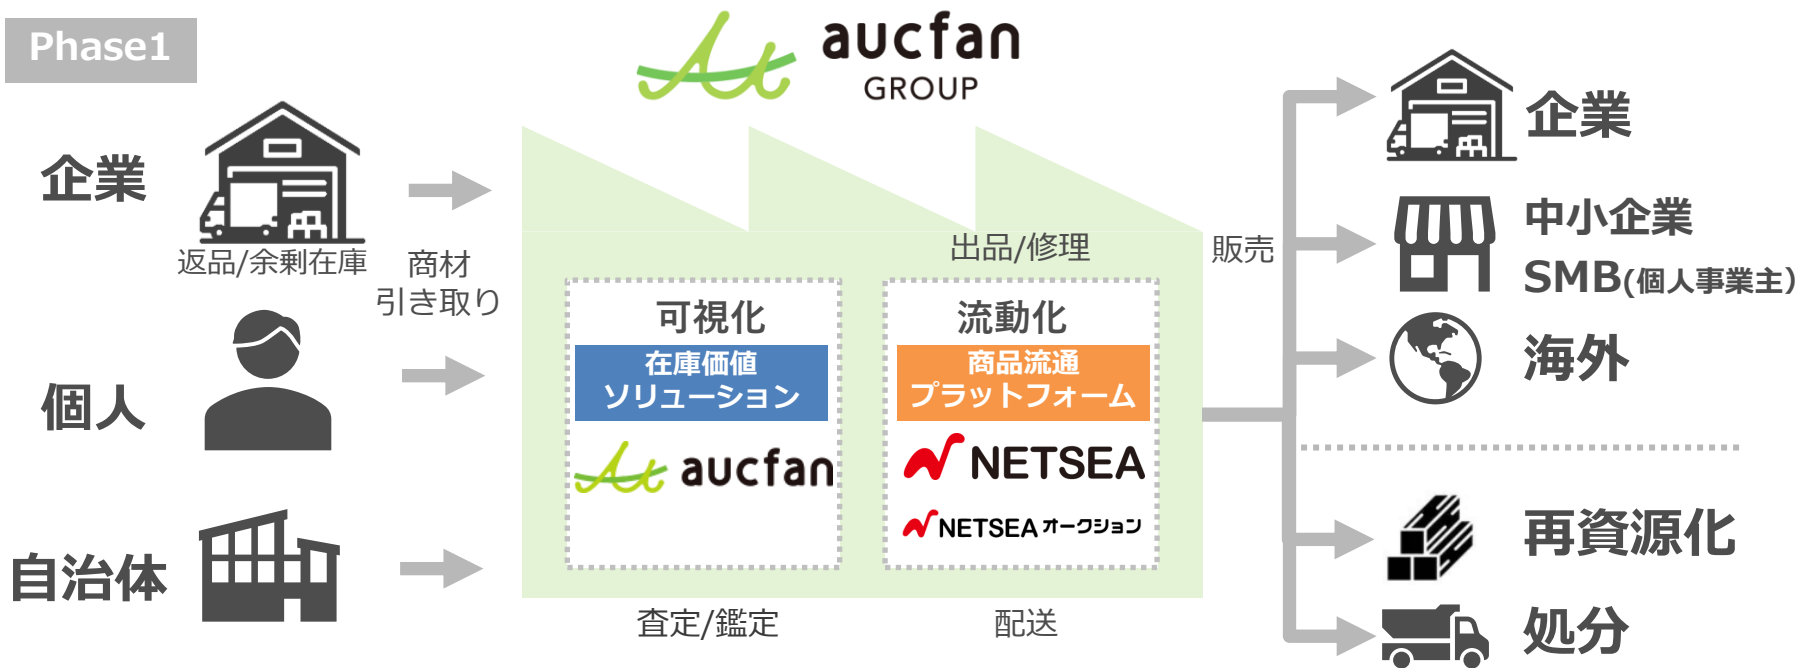 Phase1
aucfan
GROUP
企業
返品/余剰在庫
商材
引き取り
個人
自治体
出品/修理
可視化
在庫価値
ソリューション
aucfan
流動化
商品流通
プラットフォーム
NETSEA
NETSEA オークション
査定/鑑定
配送
販売
企業
中小企業
SMB(個人事業主）
海外
再資源化
処分